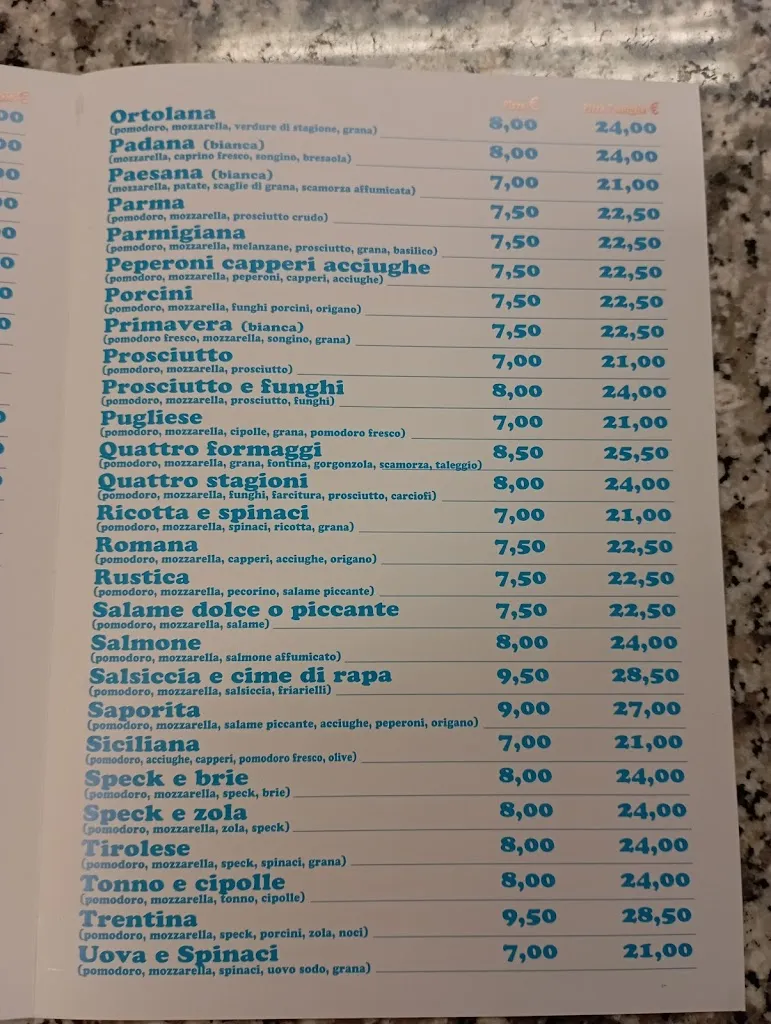 € €
Ortolana 8,00 24,00
(pomodoro, mozzarella, verdure di stagione, grana)
Padana (bianca) 8,00 24,00
(mozzarella, caprino fresco, songino, brezaola)
Paesana (bianca) 7,00 21,00
(mozzarella, patate, scaglie di grana, scamorza affumicata)
Parma 7,50 22,50
(pomodoro, mozzarella, prosciutto crudo)
Parmigiana 7,50 22,50
(pomodoro, mozzarella, melanzane, prosciutto, grana, basilico)
Peperoni capperi acciughe 7,50 22,50
(pomodoro, mozzarella, peperoni, capperi, acciughe)
Porcini 7,50 22,50
(pomodoro, mozzarella, funghi porcini, origano)
Primavera (bianca) 7,50 22,50
(pomodoro fresco, mozzarella, songino, grana)
Prosciutto 7,00 21,00
(pomodoro, mozzarella, prosciutto)
Prosciutto e funghi 8,00 24,00
(pomodoro, mozzarella, prosciutto, funghi)
Pugliese 7,00 21,00
(pomodoro, mozzarella, cipolle, grana, pomodoro fresco)
Quattro formaggi 8,50 25,50
(pomodoro, mozzarella, grana, fontina, gorgonzola, scamorza, taleggio)
Quattro stagioni 8,00 24,00
(pomodoro, mozzarella, funghi, farcitura, prosciutto, carciofi)
Ricotta e spinaci 7,00 21,00
(pomodoro, mozzarella, spinaci, ricotta, grana)
Romana 7,50 22,50
(pomodoro, mozzarella, capperi, acciughe, origano)
Rustica 7,50 22,50
(pomodoro, mozzarella, pecorino, salame piccante)
Salame dolce o piccante 7,50 22,50
(pomodoro, mozzarella, salame)
Salmone 8,00 24,00
(pomodoro, mozzarella, salmone affumicato)
Salsiccia e cime di rapa 9,50 28,50
(pomodoro, mozzarella, salsiccia, friarielli)
Saporita 9,00 27,00
(pomodoro, mozzarella, salame piccante, acciughe, peperoni, origano)
Siciliana 7,00 21,00
(pomodoro, acciughe, capperi, pomodoro fresco, olive)
Speck e brie 8,00 24,00
(pomodoro, mozzarella, speck, brie)
Speck e zola 8,00 24,00
(pomodoro, mozzarella, zola, speck)
Tirolese 8,00 24,00
(pomodoro, mozzarella, speck, spinaci, grana)
Tonno e cipolle 8,00 24,00
(pomodoro, mozzarella, tonno, cipolle)
Trentina 9,50 28,50
(pomodoro, mozzarella, speck, porcini, zola, noci)
Uova e Spinaci 7,00 21,00
(pomodoro, mozzarella, spinaci, uovo sodo, grana)